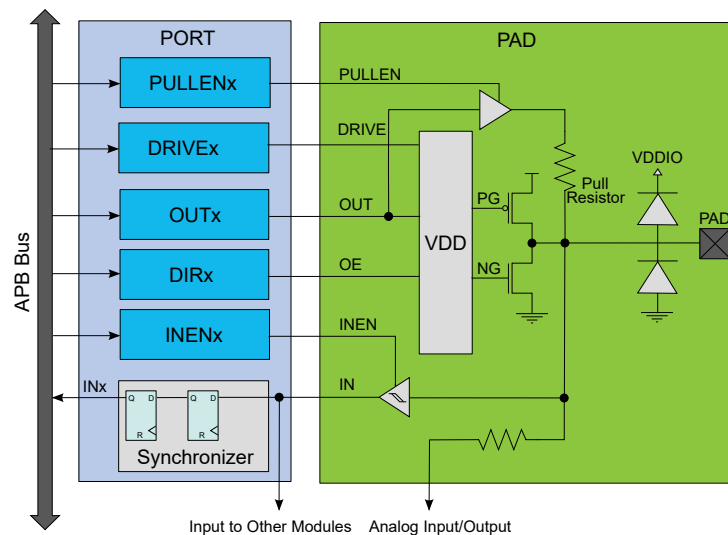 PORT
PAD
PULLENx
PULLEN
DRIVEx
DRIVE
VDDIO
Pull
Resistor
PAD
OUTx
OUT
PG
VDD
DIRx
OE
NG
INENx
INEN
APB Bus
INx
IN
Q D
Q D
R
R
Synchronizer
Input to Other Modules
Analog Input/Output